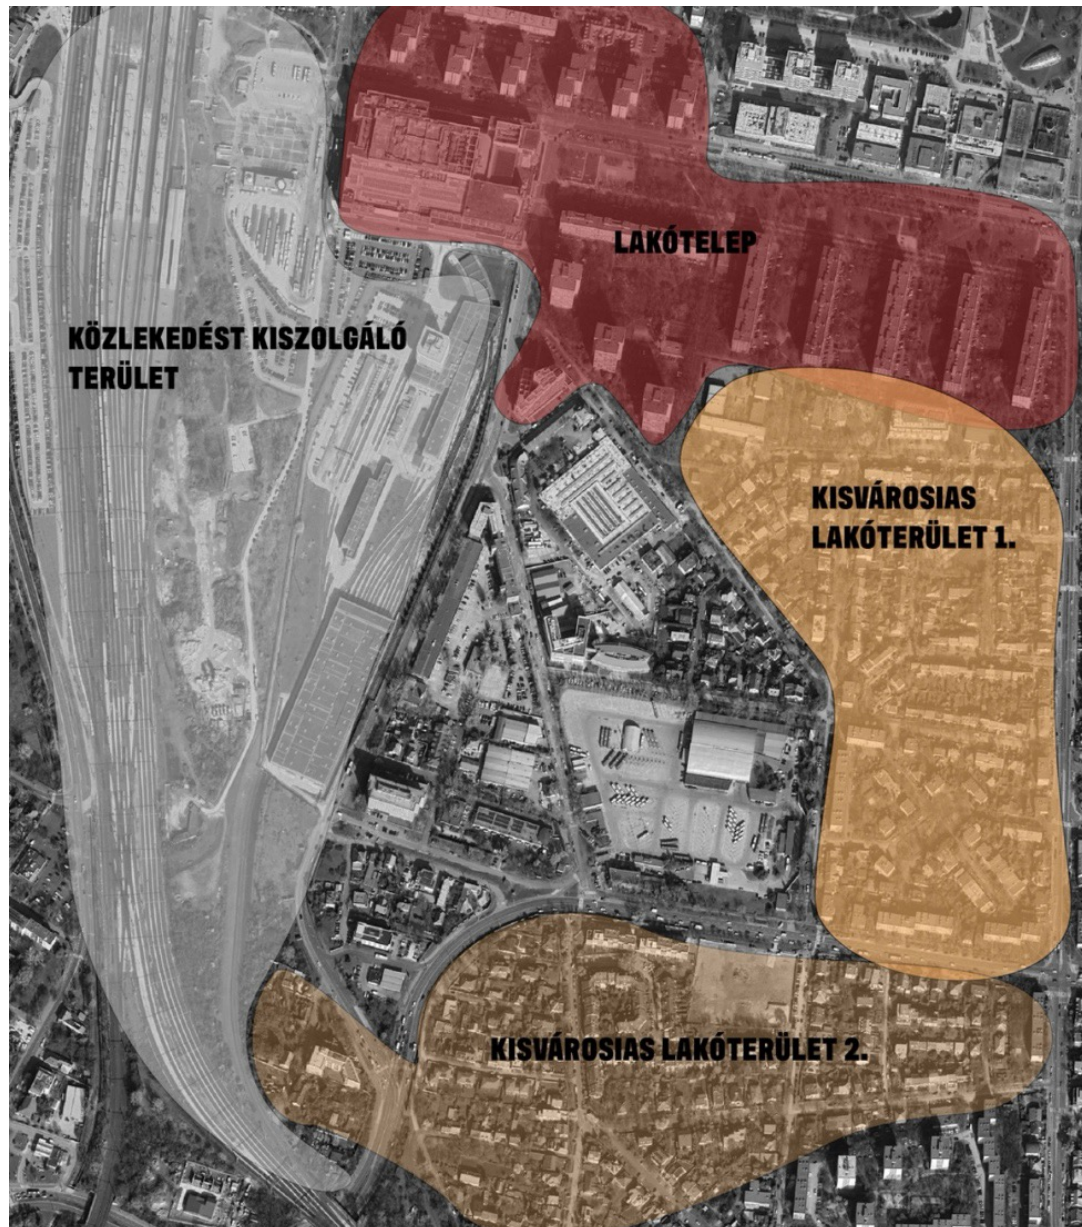 LAKÓTELEP
KÖZLEKEDÉST KISZOLGÁLÓ
TERÜLET
KISVÁROSIAS
LAKÓTERÜLET 1.
KISVÁROSIAS LAKÓTERÜLET 2.